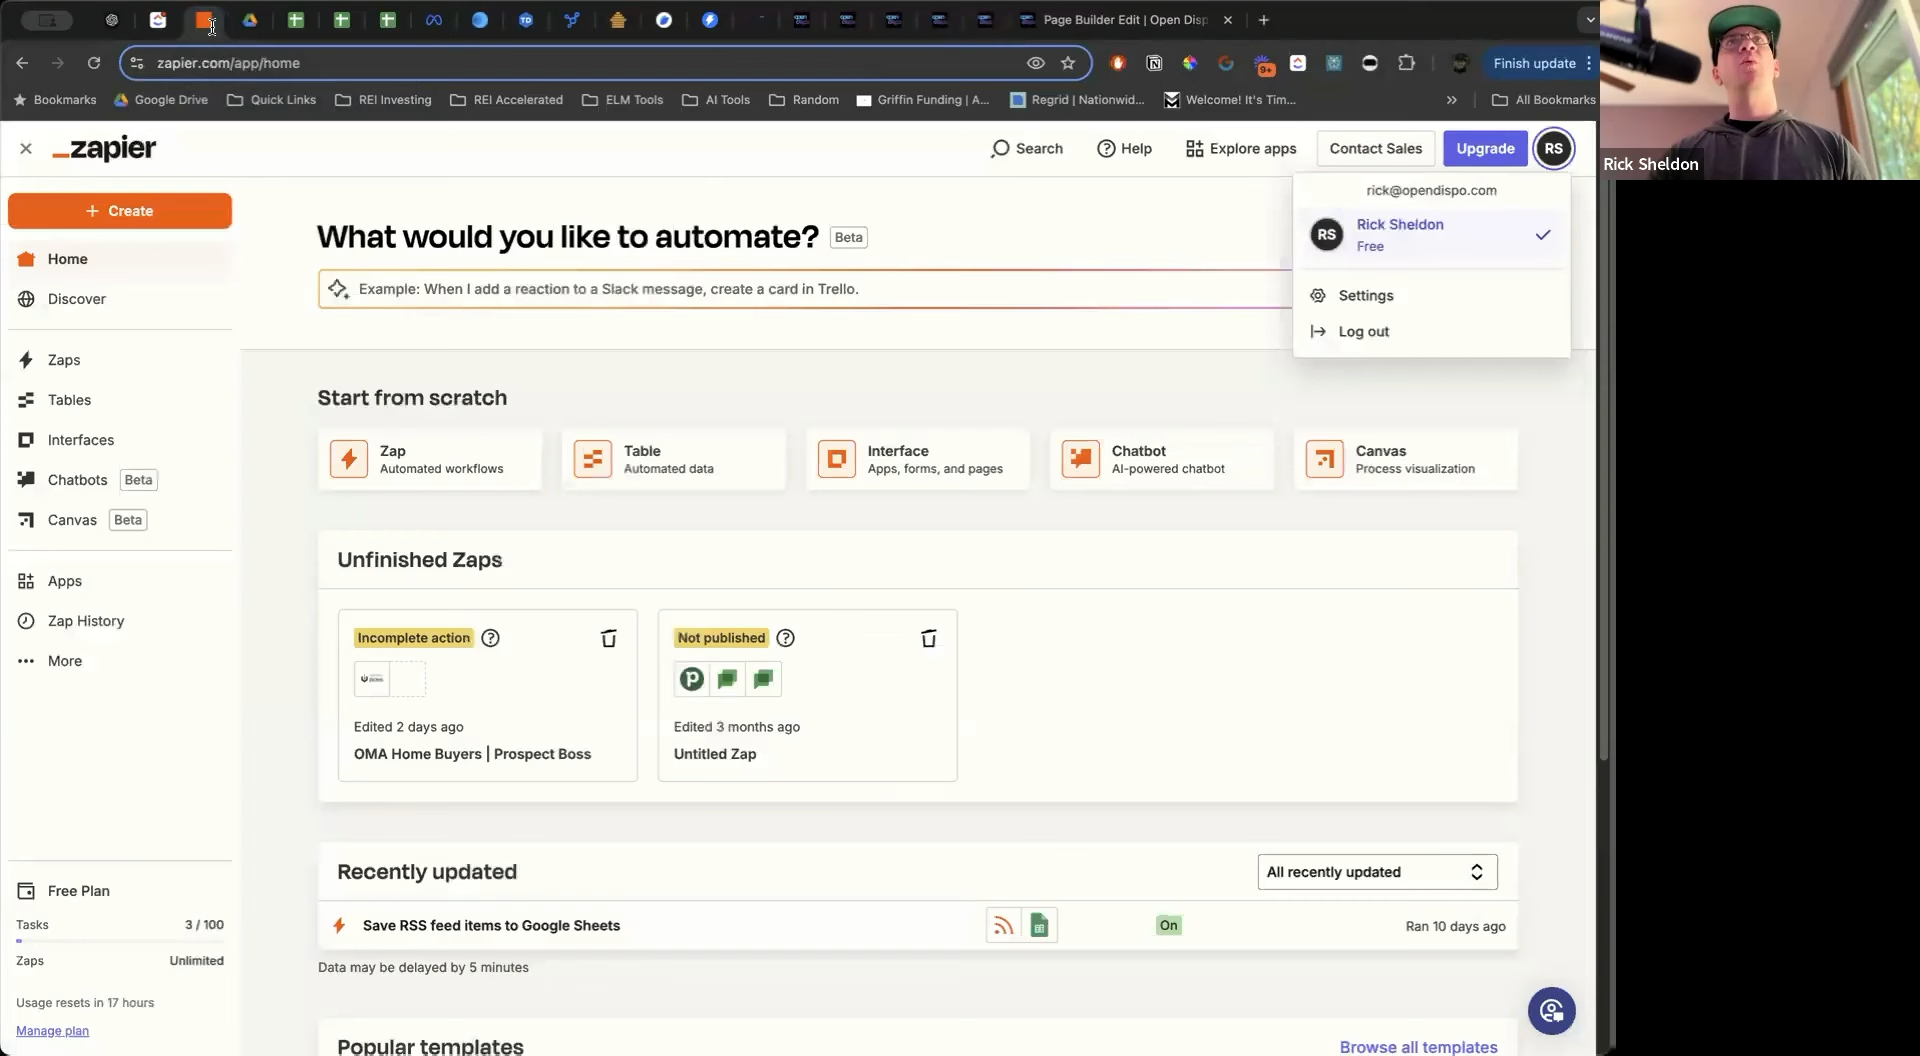 Page Builder Edit | Open Disp
zapier.com/app/home
9+
Finish update
Bookmarks
Google Drive
Quick Links
REI Investing
REI Accelerated
ELM Tools
AI Tools
Random
Griffin Funding | A...
Regrid | Nationwid...
Welcome! It's Tim...
»
All Bookmarks
Rick Sheldon
zapier
Search
Help
Explore apps
Contact Sales
Upgrade
RS
rick@opendispo.com
RS
Rick Sheldon
Free
Settings
Log out
+ Create
Home
Discover
Zaps
Tables
Interfaces
Chatbots Beta
Canvas Beta
Apps
Zap History
More
Free Plan
Tasks 3 / 100
Zaps Unlimited
Usage resets in 17 hours
Manage plan
What would you like to automate? Beta
Example: When I add a reaction to a Slack message, create a card in Trello.
Start from scratch
Zap
Automated workflows
Table
Automated data
Interface
Apps, forms, and pages
Chatbot
AI-powered chatbot
Canvas
Process visualization
Unfinished Zaps
Incomplete action
Edited 2 days ago
OMA Home Buyers | Prospect Boss
Not published
Edited 3 months ago
Untitled Zap
Recently updated
All recently updated
Save RSS feed items to Google Sheets
On
Ran 10 days ago
Data may be delayed by 5 minutes
Popular templates
Browse all templates